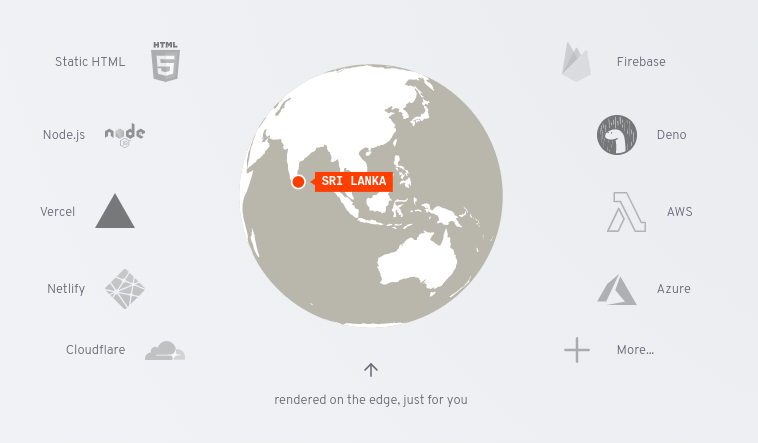 Static HTML
HTML
5
Firebase
Node.js
node
JS
Deno
SRI LANKA
Vercel
AWS
Netlify
Azure
Cloudflare
More...
rendered on the edge, just for you